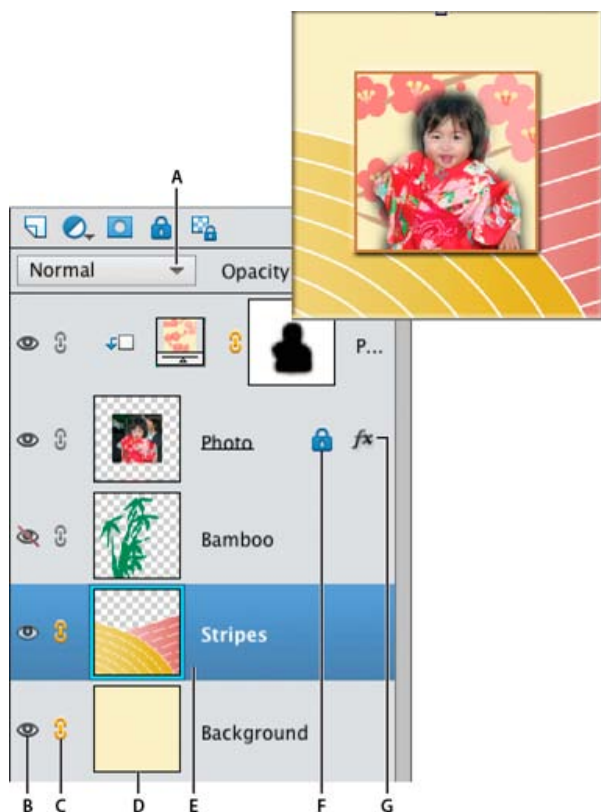 A
Normal
Opacity
P...
Photo
fx
Bamboo
Stripes
Background
B C D E F G